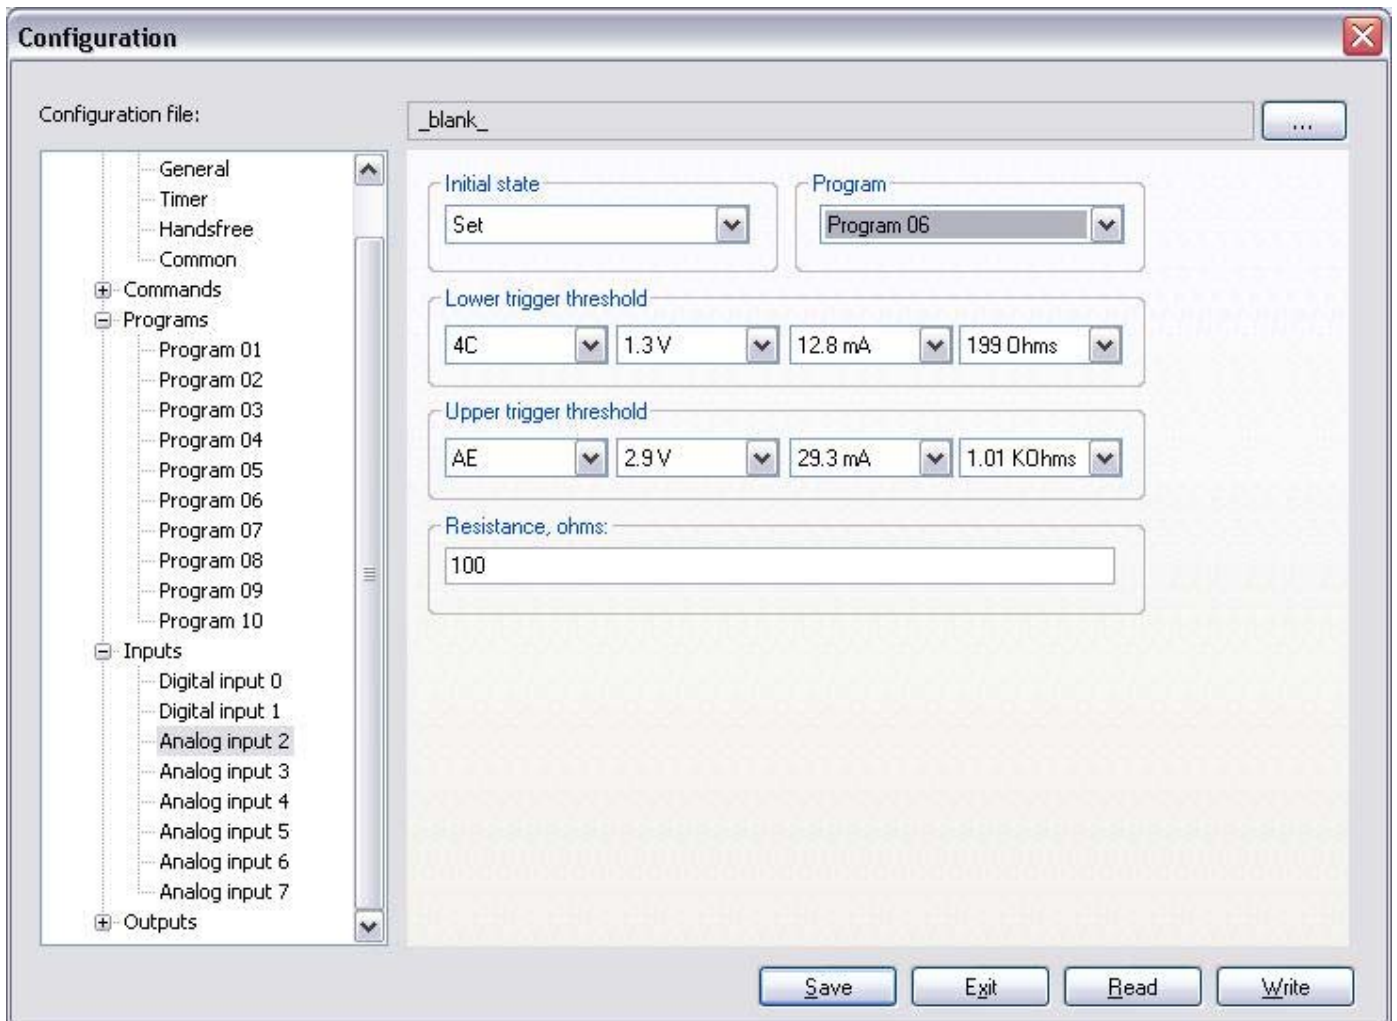 Configuration
Configuration file:
_blank_
...
General
Timer
Handsfree
Common
Commands
Programs
Program 01
Program 02
Program 03
Program 04
Program 05
Program 06
Program 07
Program 08
Program 09
Program 10
Inputs
Digital input 0
Digital input 1
Analog input 2
Analog input 3
Analog input 4
Analog input 5
Analog input 6
Analog input 7
Outputs
Initial state
Set
Program
Program 06
Lower trigger threshold
4C 1.3 V 12.8 mA 199 Ohms
Upper trigger threshold
AE 2.9 V 29.3 mA 1.01 KOhms
Resistance, ohms:
100
Save Exit Read Write